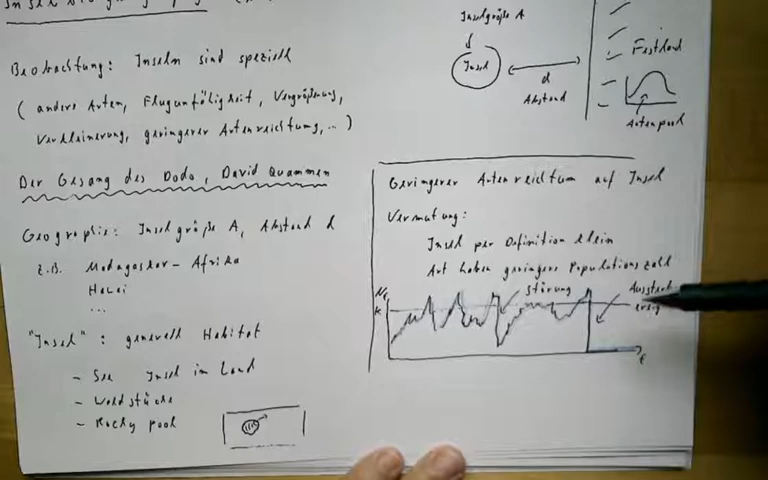 Inselgröße A
Insel
d
Abstand
Festland
Artenpool
Beobachtung: Inseln sind speziell
(andere Arten, Flugunfähigkeit, Vergrößerung,
Verkleinerung, geringerer Artenreichtum, ...)
Der Gesang des Dodo, David Quammen
Geographie: Inselgröße A, Abstand d
z.B. Madagaskar - Afrika
...
"Insel": generell Habitat
- See Insel im Land
- Waldstücke
- Rocky pool
Geringerer Artenreichtum auf Insel
Vermutung:
Insel per Definition klein
Art haben geringere Populationszahl
Störung
K
t